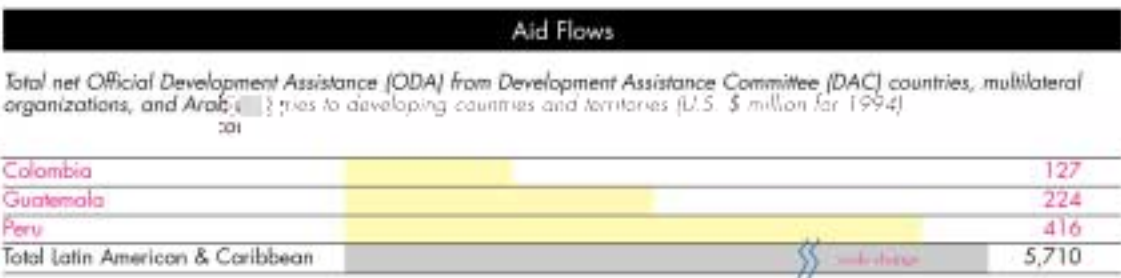 Aid Flows
Total net Official Development Assistance (ODA) from Development Assistance Committee (DAC) countries, multilateral
organizations, and Arab to developing countries and territories (U.S. $ million for 1994)
Colombia 127
Guatemala 224
Peru 416
Total Latin American & Caribbean scale change 5,710